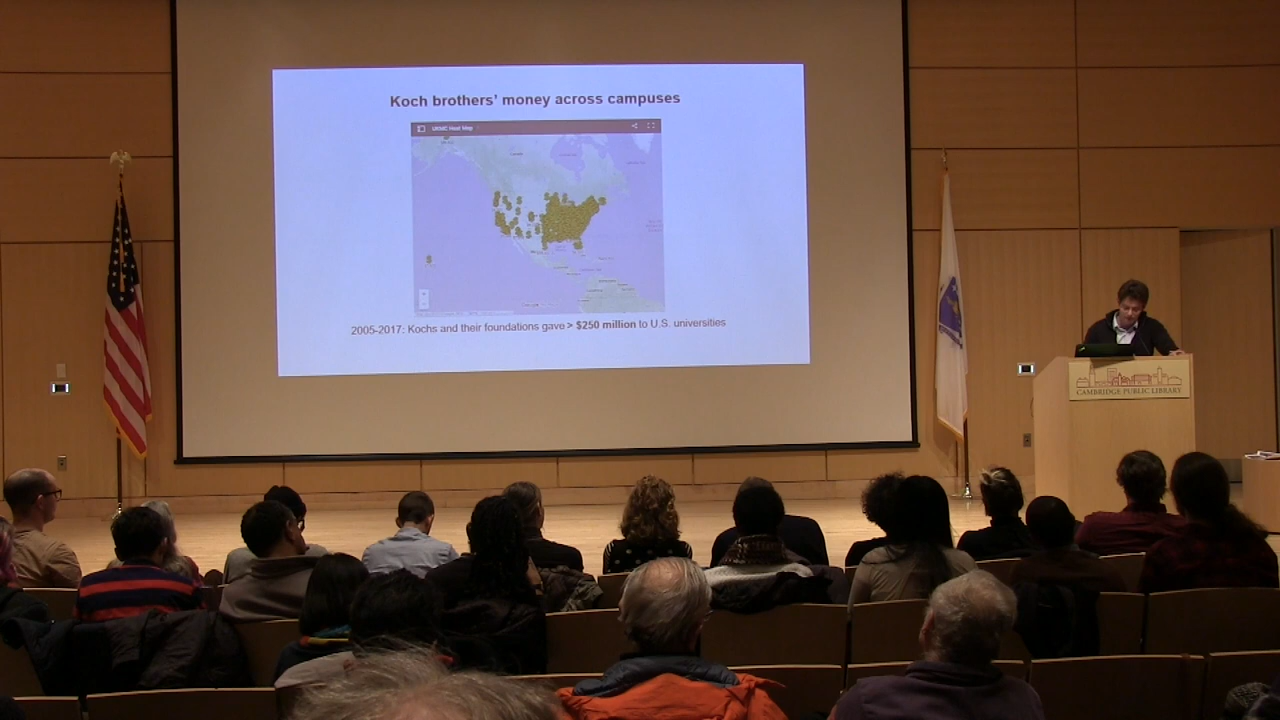 Koch brothers' money across campuses
UKMC Heat Map
2005-2017: Kochs and their foundations gave > $250 million to U.S. universities
CAMBRIDGE PUBLIC LIBRARY